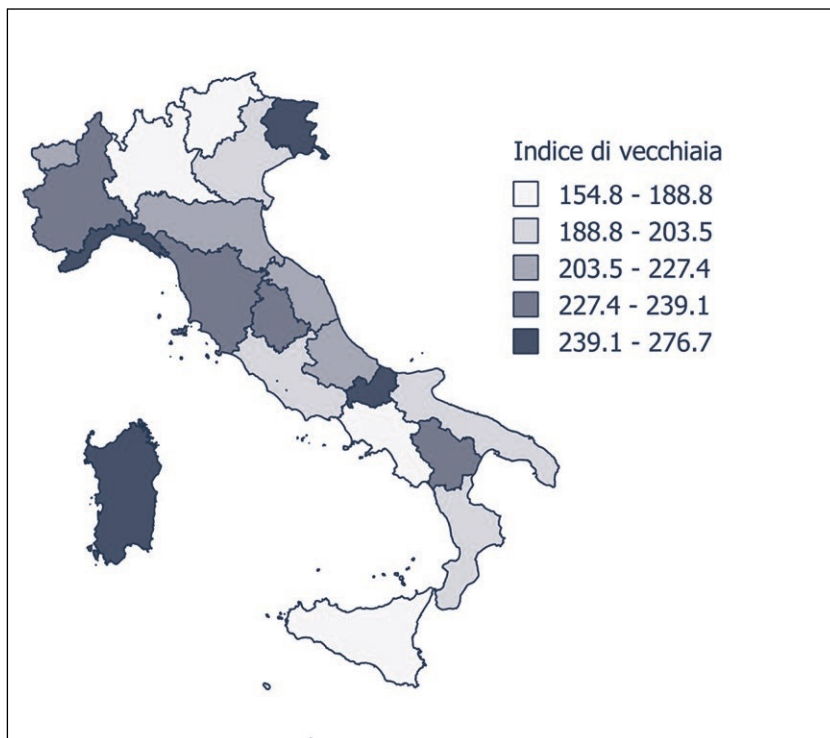 Indice di vecchiaia
154.8 - 188.8
188.8 - 203.5
203.5 - 227.4
227.4 - 239.1
239.1 - 276.7